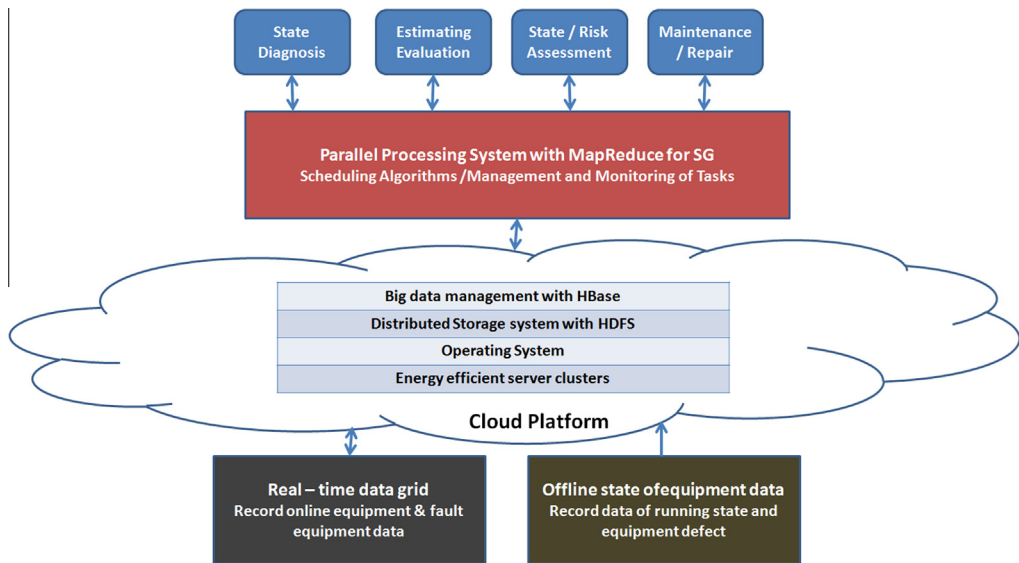 State
Diagnosis
Estimating
Evaluation
State / Risk
Assessment
Maintenance
/ Repair
Parallel Processing System with MapReduce for SG
Scheduling Algorithms /Management and Monitoring of Tasks
Big data management with HBase
Distributed Storage system with HDFS
Operating System
Energy efficient server clusters
Cloud Platform
Real – time data grid
Record online equipment & fault
equipment data
Offline state of equipment data
Record data of running state and
equipment defect